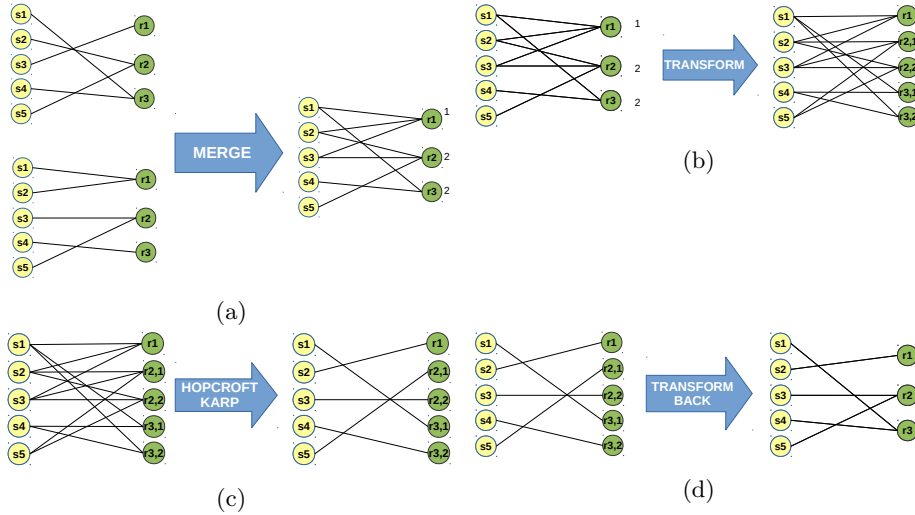 s1
s2
s3
s4
s5
r1
r2
r3
s1
s2
s3
s4
s5
r1
r2
r3
MERGE
s1
s2
s3
s4
s5
r1 1
r2 2
r3 2
(a)
s1
s2
s3
s4
s5
r1 1
r2 2
r3 2
TRANSFORM
s1
s2
s3
s4
s5
r1
r2,1
r2,2
r3,1
r3,2
(b)
s1
s2
s3
s4
s5
r1
r2,1
r2,2
r3,1
r3,2
HOPCROFT
KARP
s1
s2
s3
s4
s5
r1
r2,1
r2,2
r3,1
r3,2
(c)
s1
s2
s3
s4
s5
r1
r2,1
r2,2
r3,1
r3,2
TRANSFORM
BACK
s1
s2
s3
s4
s5
r1
r2
r3
(d)